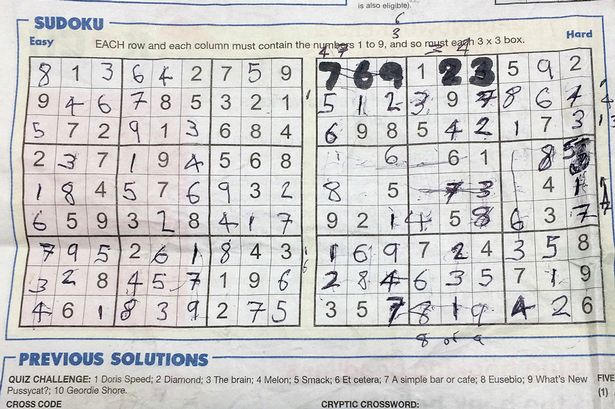 is also eligible).
6
3
SUDOKU
Easy
EACH row and each column must contain the numbers 1 to 9, and so must each 3 x 3 box.
Hard
8 1 3 6 4 2 7 5 9
7 6 9 1 2 3 5 9 2
9 4 6 7 8 5 3 2 1
5 1 2 3 9 7 8 6 4
5 7 2 9 1 3 6 8 4
6 9 8 5 4 2 1 7 3
2 3 7 1 9 4 5 6 8
6 6 1 8
1 8 4 5 7 6 9 3 2
8 5 7 3 4 1
6 5 9 3 2 8 4 1 7
9 2 1 4 5 8 6 3 7
7 9 5 2 6 1 8 4 3
1 6 9 7 2 4 3 5 8
3 2 8 4 5 7 1 9 6
2 8 4 6 3 5 7 1 9
4 6 1 8 3 9 2 7 5
3 5 7 8 1 9 4 2 6
8 or 9
PREVIOUS SOLUTIONS
QUIZ CHALLENGE: 1 Doris Speed; 2 Diamond; 3 The brain; 4 Melon; 5 Smack; 6 Et cetera; 7 A simple bar or cafe; 8 Eusebio; 9 What's New
Pussycat?; 10 Geordie Shore.
FIVE
(1)
CROSS CODE
CRYPTIC CROSSWORD: